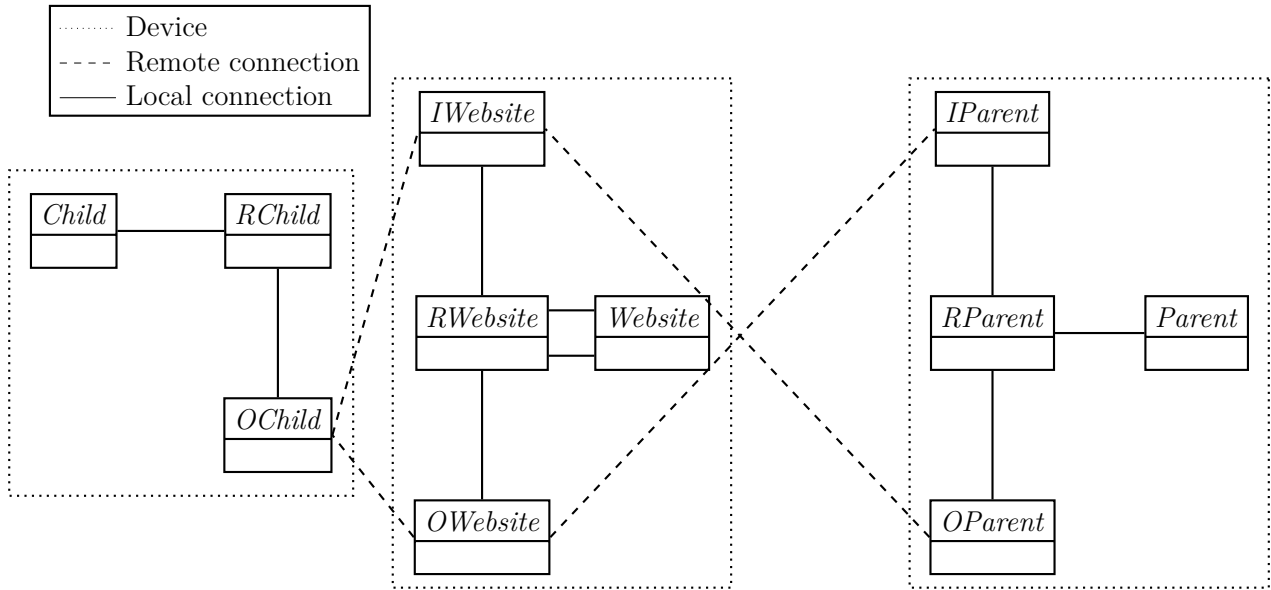 Device
Remote connection
Local connection
IWebsite
IParent
Child
RChild
RWebsite
Website
RParent
Parent
OChild
OWebsite
OParent